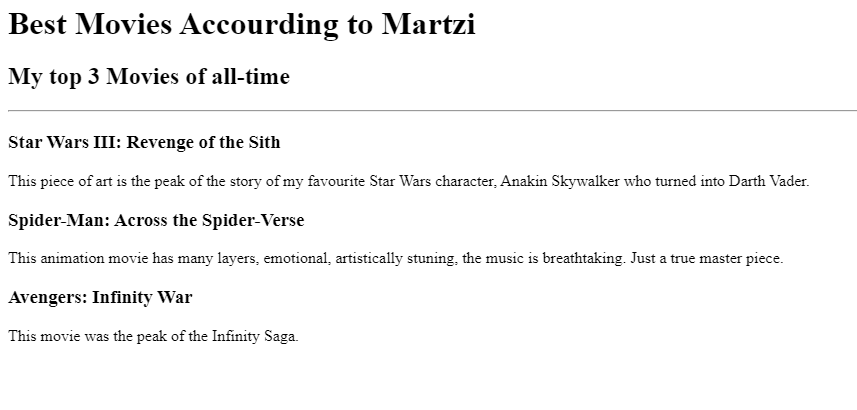 Best Movies Accourding to Martzi
My top 3 Movies of all-time
Star Wars III: Revenge of the Sith
This piece of art is the peak of the story of my favourite Star Wars character, Anakin Skywalker who turned into Darth Vader.
Spider-Man: Across the Spider-Verse
This animation movie has many layers, emotional, artistically stuning, the music is breathtaking. Just a true master piece.
Avengers: Infinity War
This movie was the peak of the Infinity Saga.